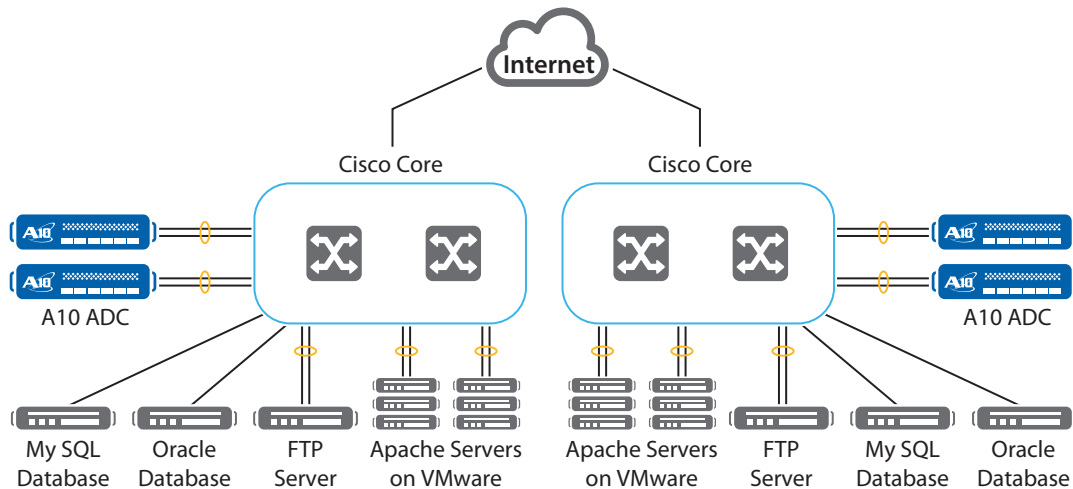 Internet
Cisco Core
Cisco Core
A10
A10
A10
A10
A10 ADC
A10 ADC
My SQL
Database
Oracle
Database
FTP
Server
Apache Servers
on VMware
Apache Servers
on VMware
FTP
Server
My SQL
Database
Oracle
Database